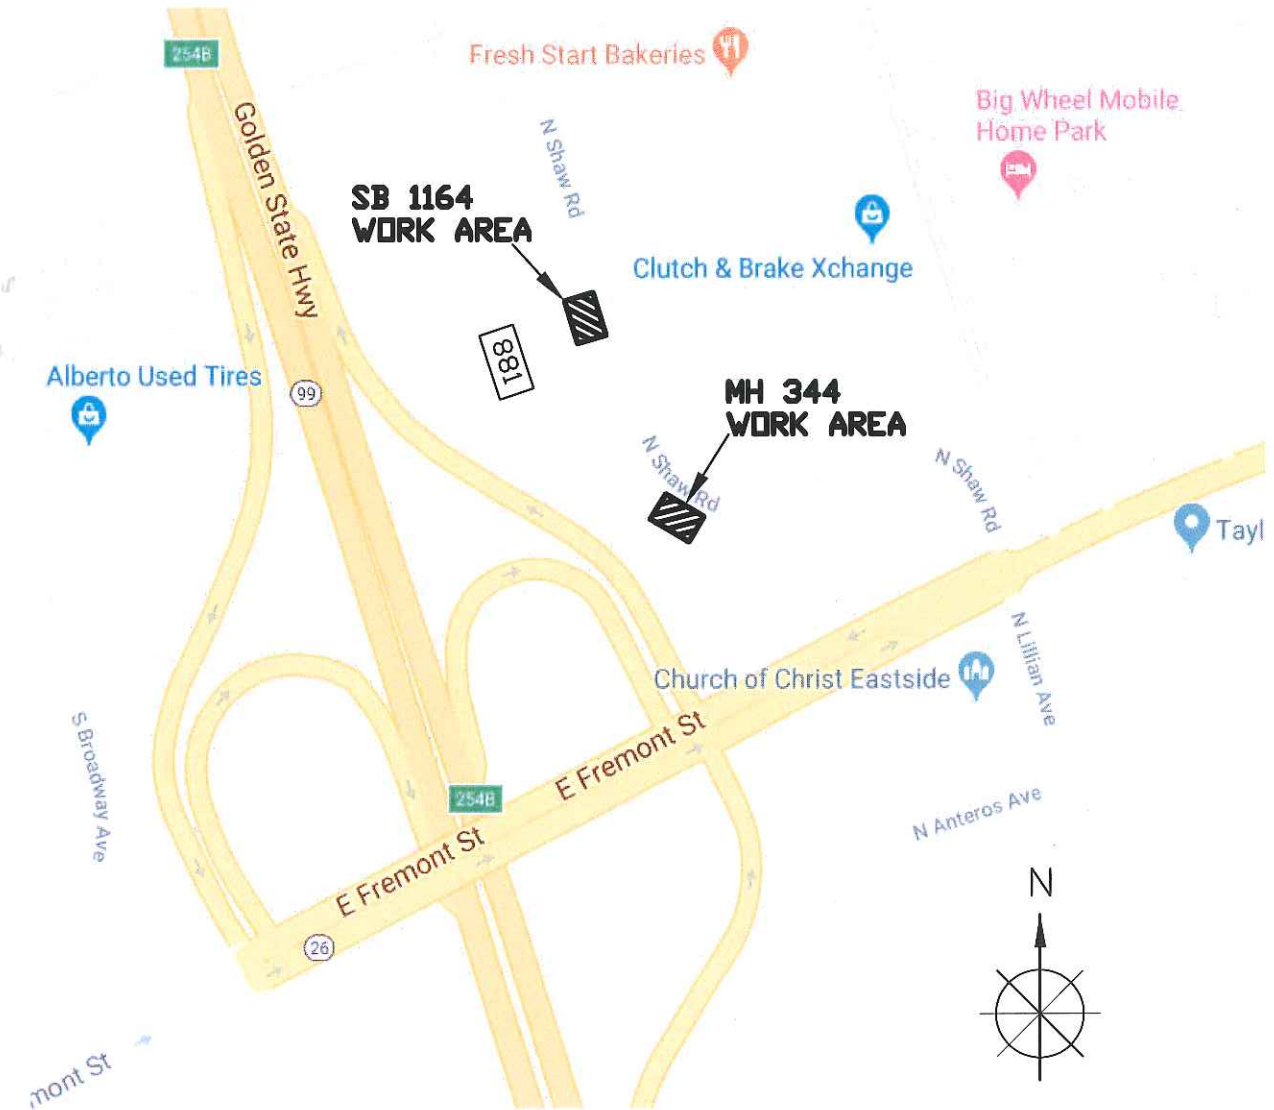 254B
Fresh Start Bakeries
Big Wheel Mobile
Home Park
Golden State Hwy
N Shaw Rd
SB 1164
WORK AREA
Clutch & Brake Xchange
881
Alberto Used Tires
99
MH 344
WORK AREA
N Shaw Rd
N Shaw Rd
Tayl
N Lillian Ave
Church of Christ Eastside
S Broadway Ave
E Fremont St
254B
N Anteros Ave
E Fremont St
N
26
mont St